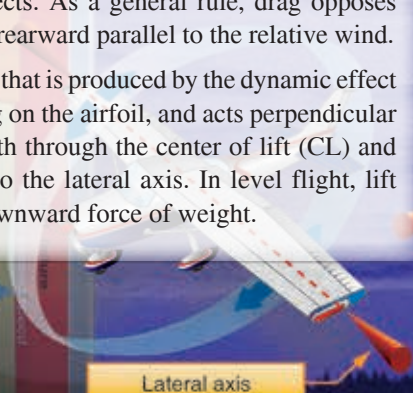 ects. As a general rule, drag opposes
rearward parallel to the relative wind.
that is produced by the dynamic effect
g on the airfoil, and acts perpendicular
th through the center of lift (CL) and
o the lateral axis. In level flight, lift
ownward force of weight.
Lateral axis